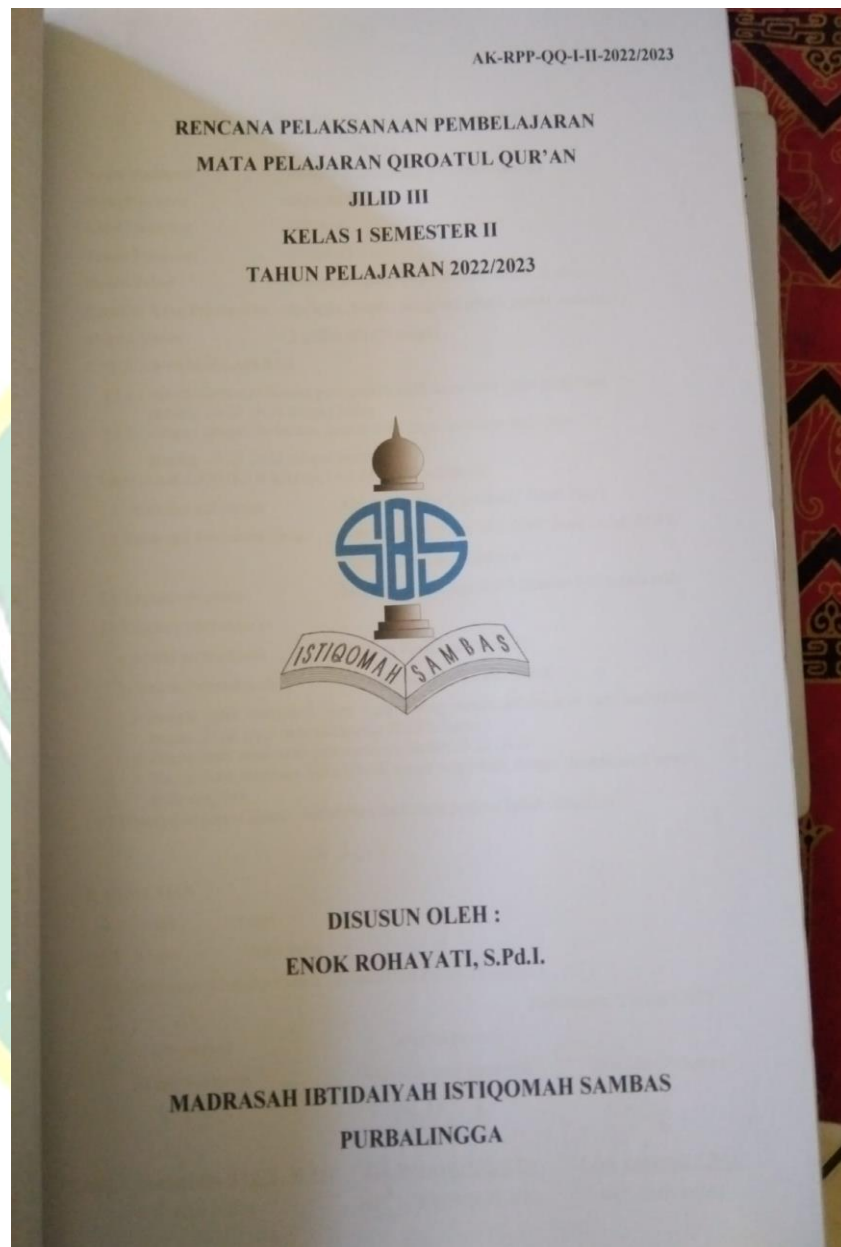 AK-RPP-QQ-I-II-2022/2023
RENCANA PELAKSANAAN PEMBELAJARAN
MATA PELAJARAN QIROATUL QUR'AN
JILID III
KELAS 1 SEMESTER II
TAHUN PELAJARAN 2022/2023
SBS
ISTIQOMAH SAMBAS
DISUSUN OLEH :
ENOK ROHAYATI, S.Pd.I.
MADRASAH IBTIDAIYAH ISTIQOMAH SAMBAS
PURBALINGGA